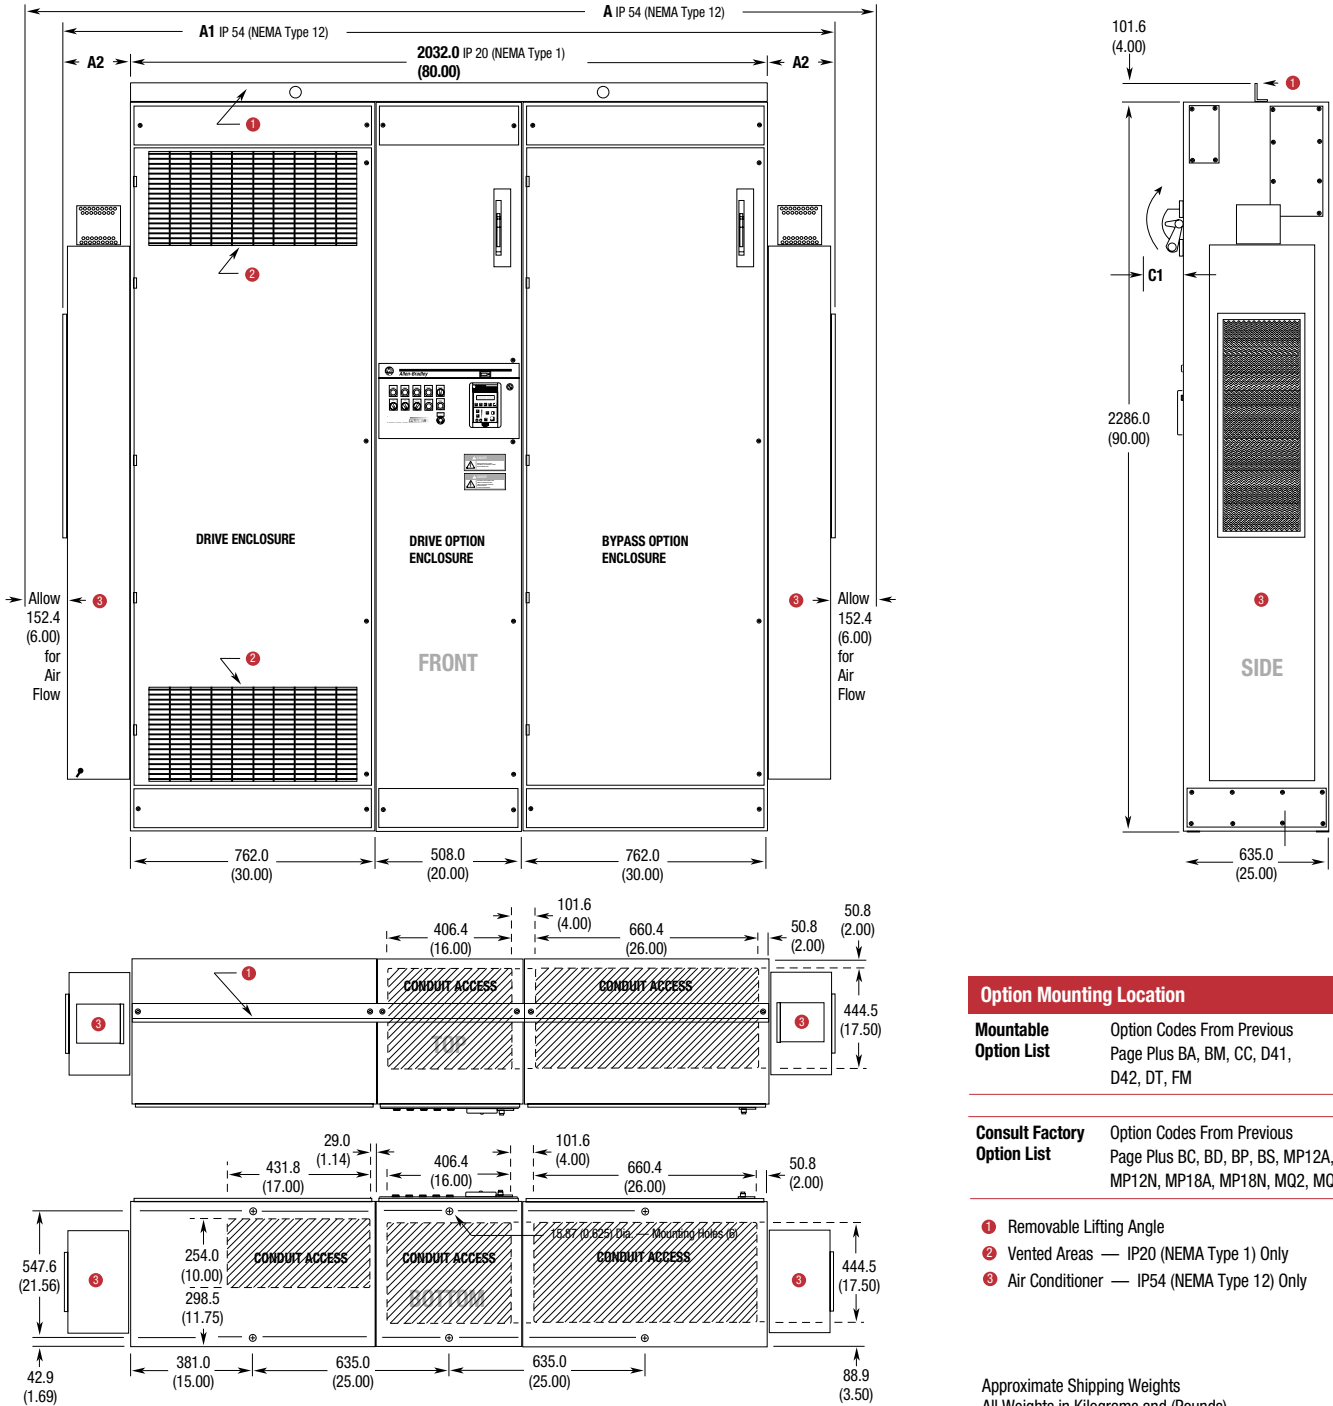 A IP 54 (NEMA Type 12)
A1 IP 54 (NEMA Type 12)
A2
2032.0 IP 20 (NEMA Type 1)
(80.00)
A2
1
2
Allen-Bradley
DRIVE ENCLOSURE
DRIVE OPTION
ENCLOSURE
BYPASS OPTION
ENCLOSURE
Allow
152.4
(6.00)
for
Air
Flow
3
3
Allow
152.4
(6.00)
for
Air
Flow
2
FRONT
762.0
(30.00)
508.0
(20.00)
762.0
(30.00)
101.6
(4.00)
1
C1
2286.0
(90.00)
3
SIDE
635.0
(25.00)
101.6
(4.00)
406.4
(16.00)
660.4
(26.00)
50.8
(2.00)
50.8
(2.00)
1
CONDUIT ACCESS
CONDUIT ACCESS
3
TOP
3
444.5
(17.50)
29.0
(1.14)
431.8
(17.00)
406.4
(16.00)
101.6
(4.00)
660.4
(26.00)
50.8
(2.00)
15.87 (0.625) Dia. — Mounting Holes (6)
547.6
(21.56)
3
254.0
(10.00)
298.5
(11.75)
CONDUIT ACCESS
CONDUIT ACCESS
CONDUIT ACCESS
BOTTOM
3
444.5
(17.50)
42.9
(1.69)
381.0
(15.00)
635.0
(25.00)
635.0
(25.00)
88.9
(3.50)
Option Mounting Location
Mountable Option Codes From Previous
Option List Page Plus BA, BM, CC, D41,
D42, DT, FM
Consult Factory Option Codes From Previous
Option List Page Plus BC, BD, BP, BS, MP12A,
MP12N, MP18A, MP18N, MQ2, MQ
1 Removable Lifting Angle
2 Vented Areas — IP20 (NEMA Type 1) Only
3 Air Conditioner — IP54 (NEMA Type 12) Only
Approximate Shipping Weights
All Weights in Kilograms and (Pounds)